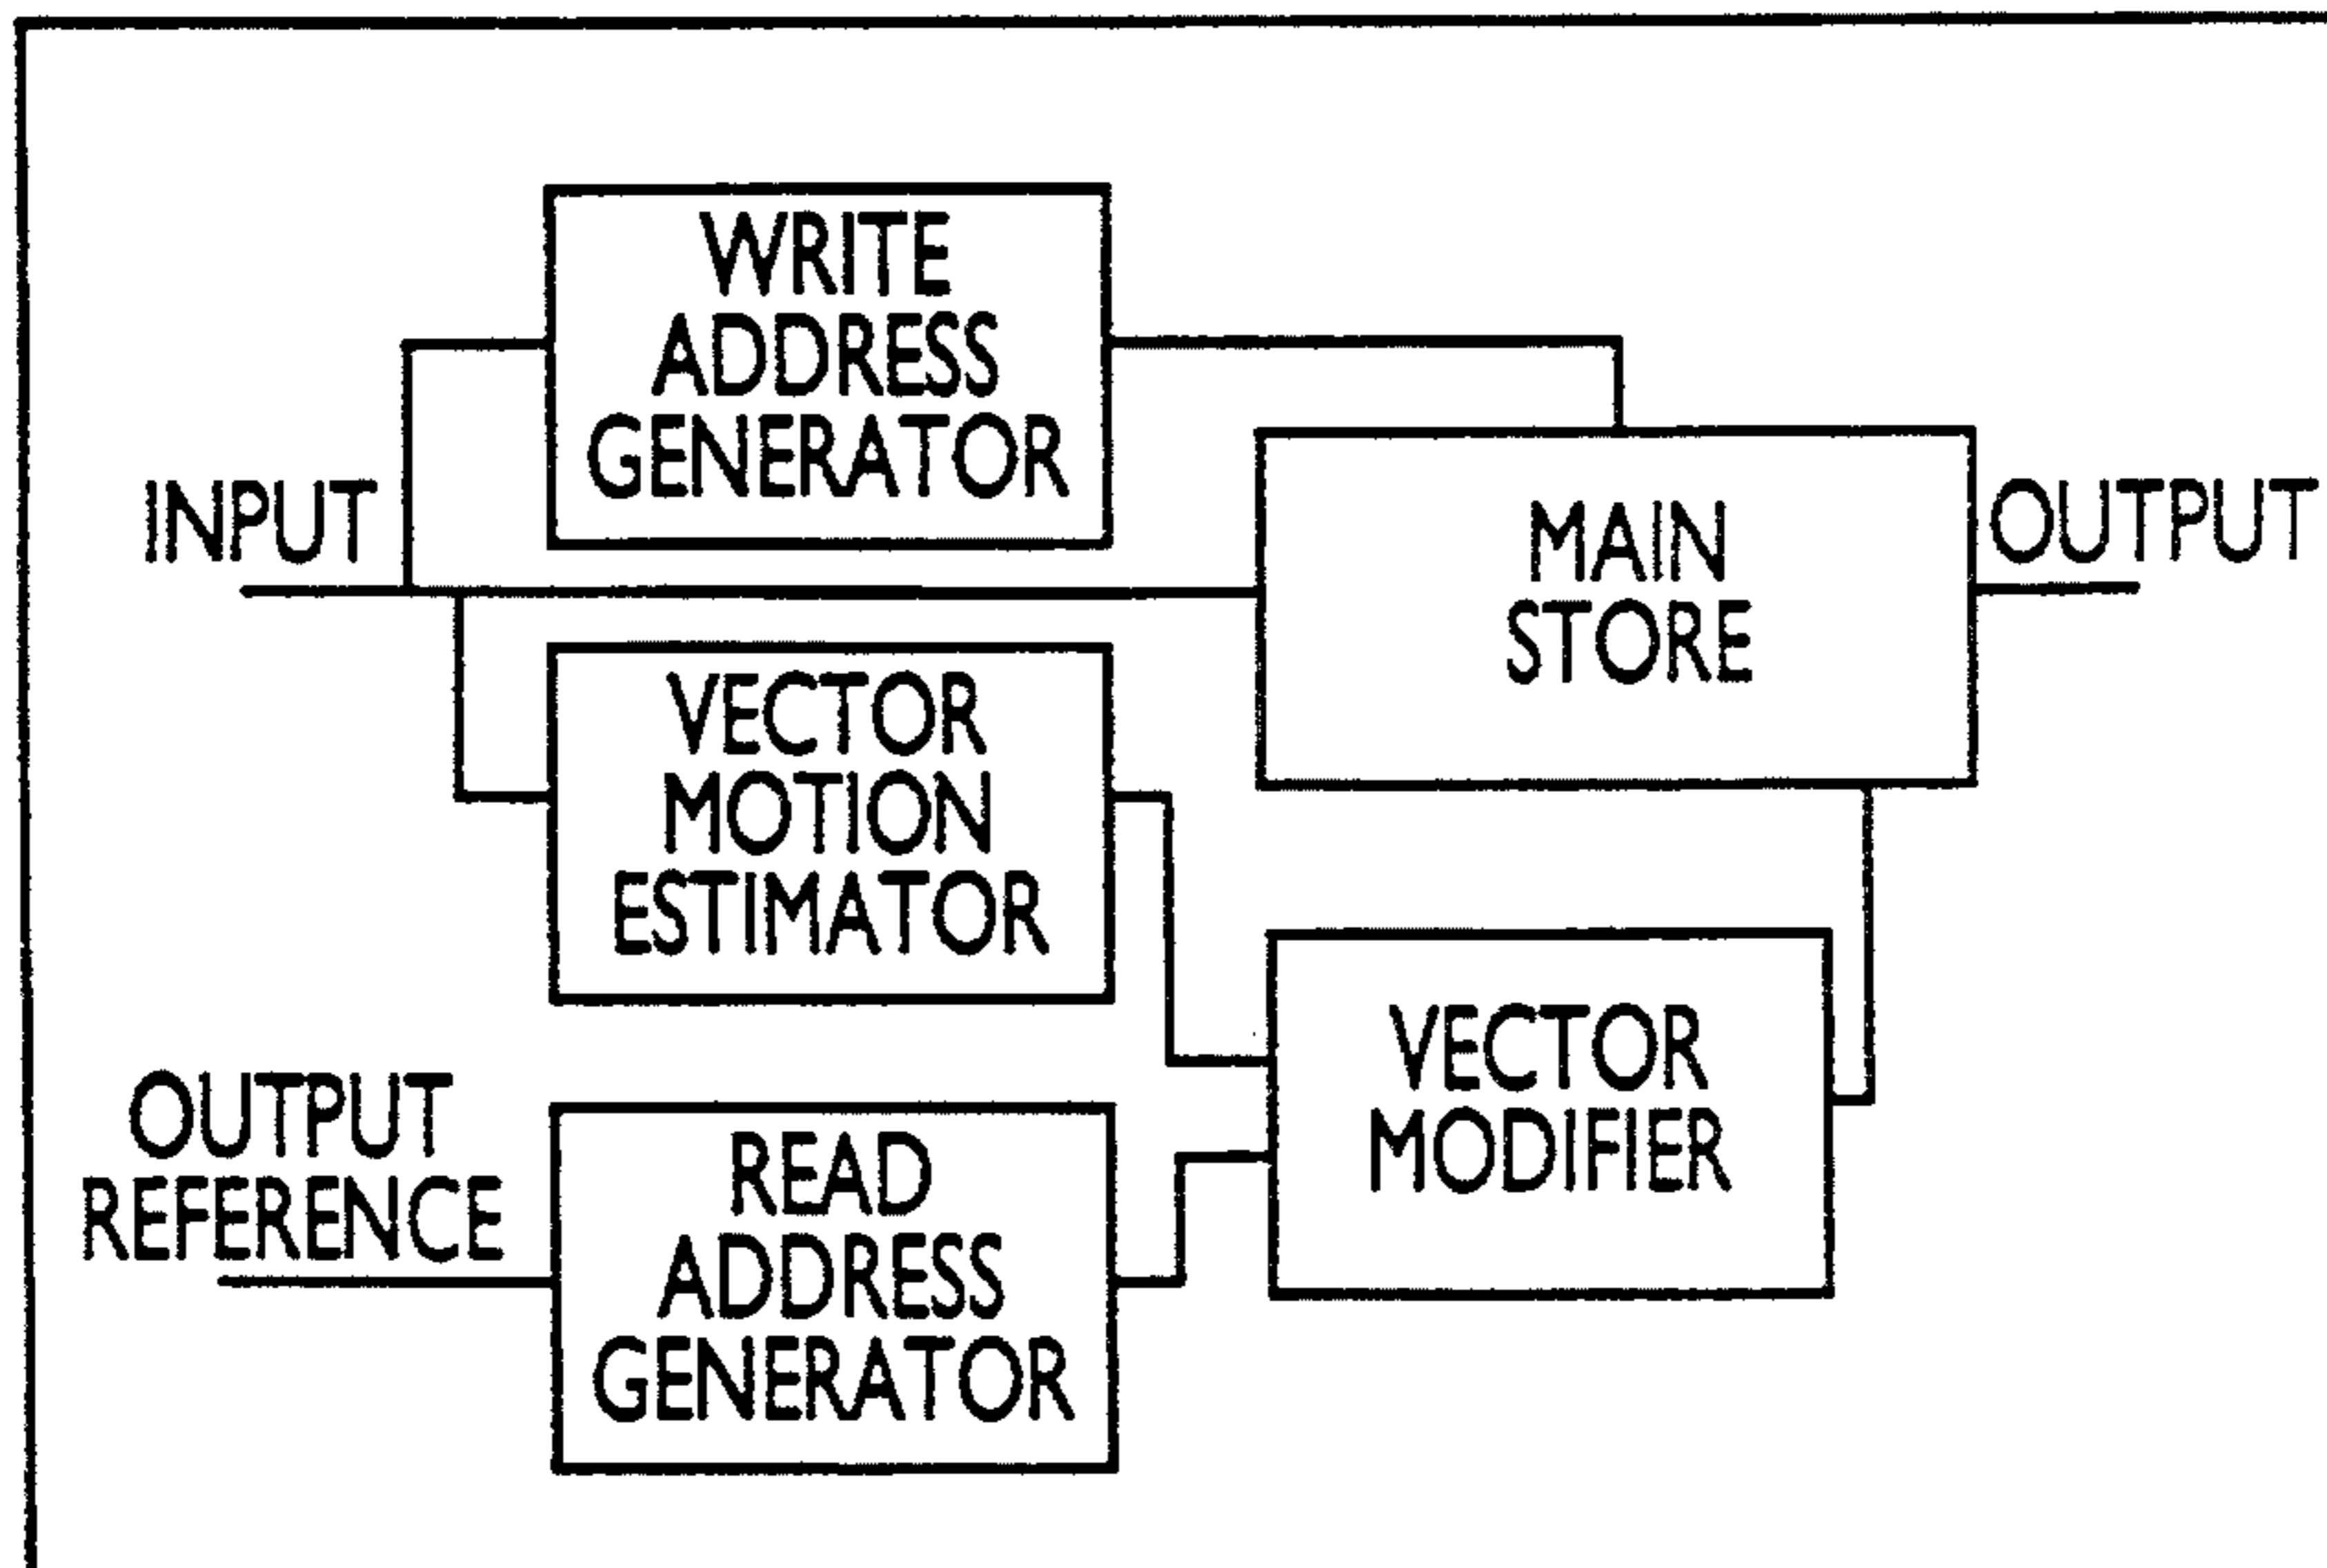 WRITE
ADDRESS
GENERATOR
INPUT
MAIN
STORE
OUTPUT
VECTOR
MOTION
ESTIMATOR
VECTOR
MODIFIER
OUTPUT
REFERENCE
READ
ADDRESS
GENERATOR